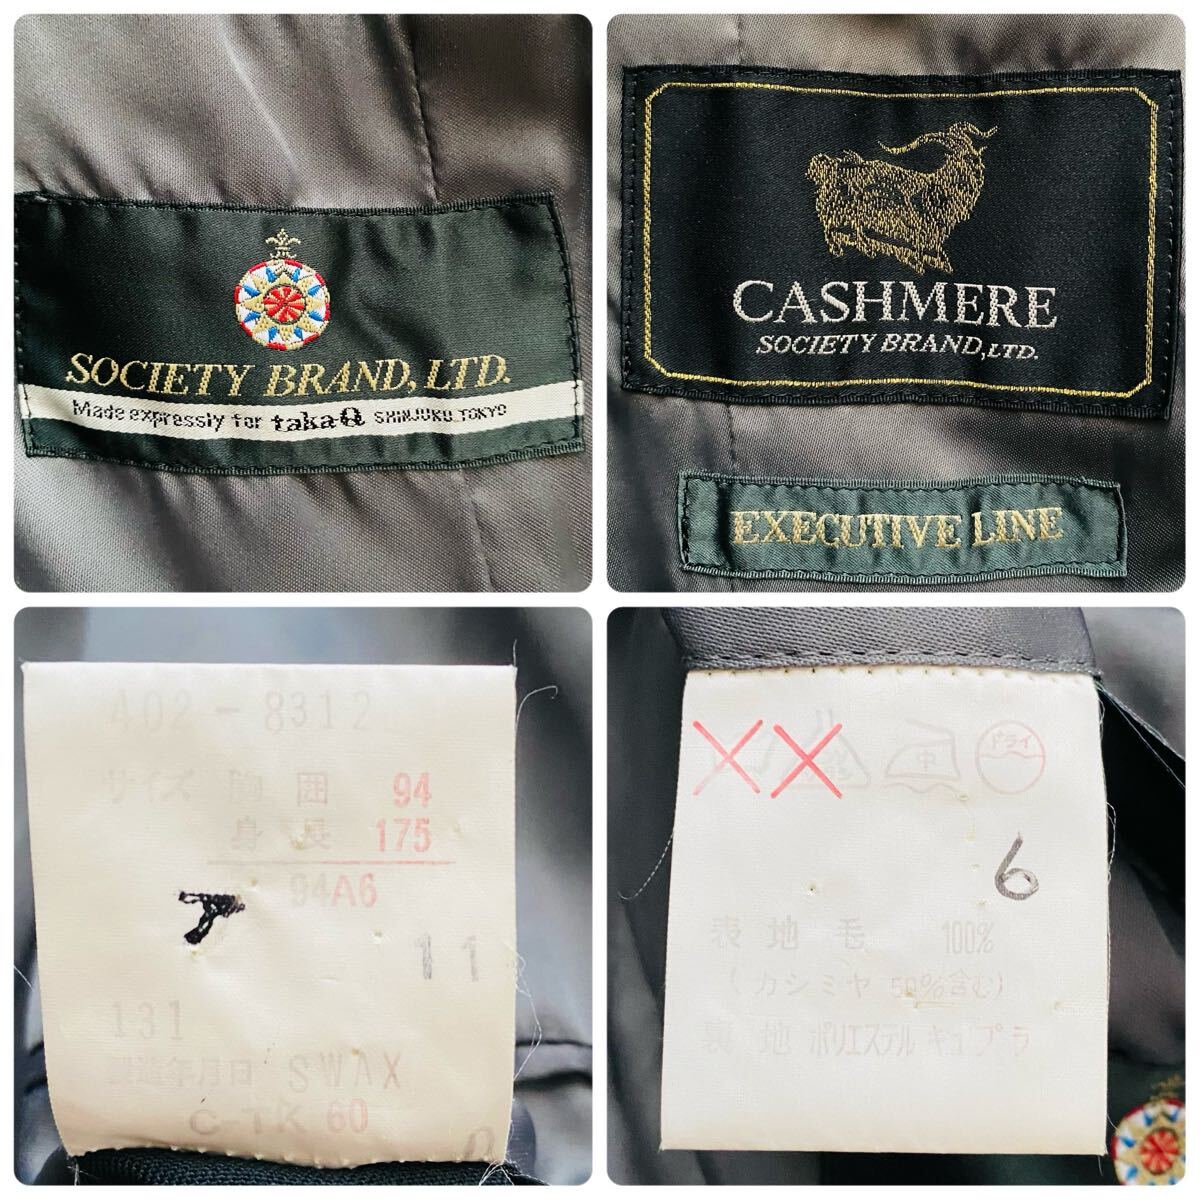 SOCIETY BRAND, LTD.
Made expressly for takaQ SHINJUKU, TOKYO
CASHMERE
SOCIETY BRAND, LTD.
EXECUTIVE LINE
402-8312
サイズ 胸囲 94
身長 175
94A6
11
131
製造年月日 SWAX
C-TK 60
中 ドライ
6
表地 毛 100%
(カシミヤ 50%含む)
裏地 ポリエステル キュプラ